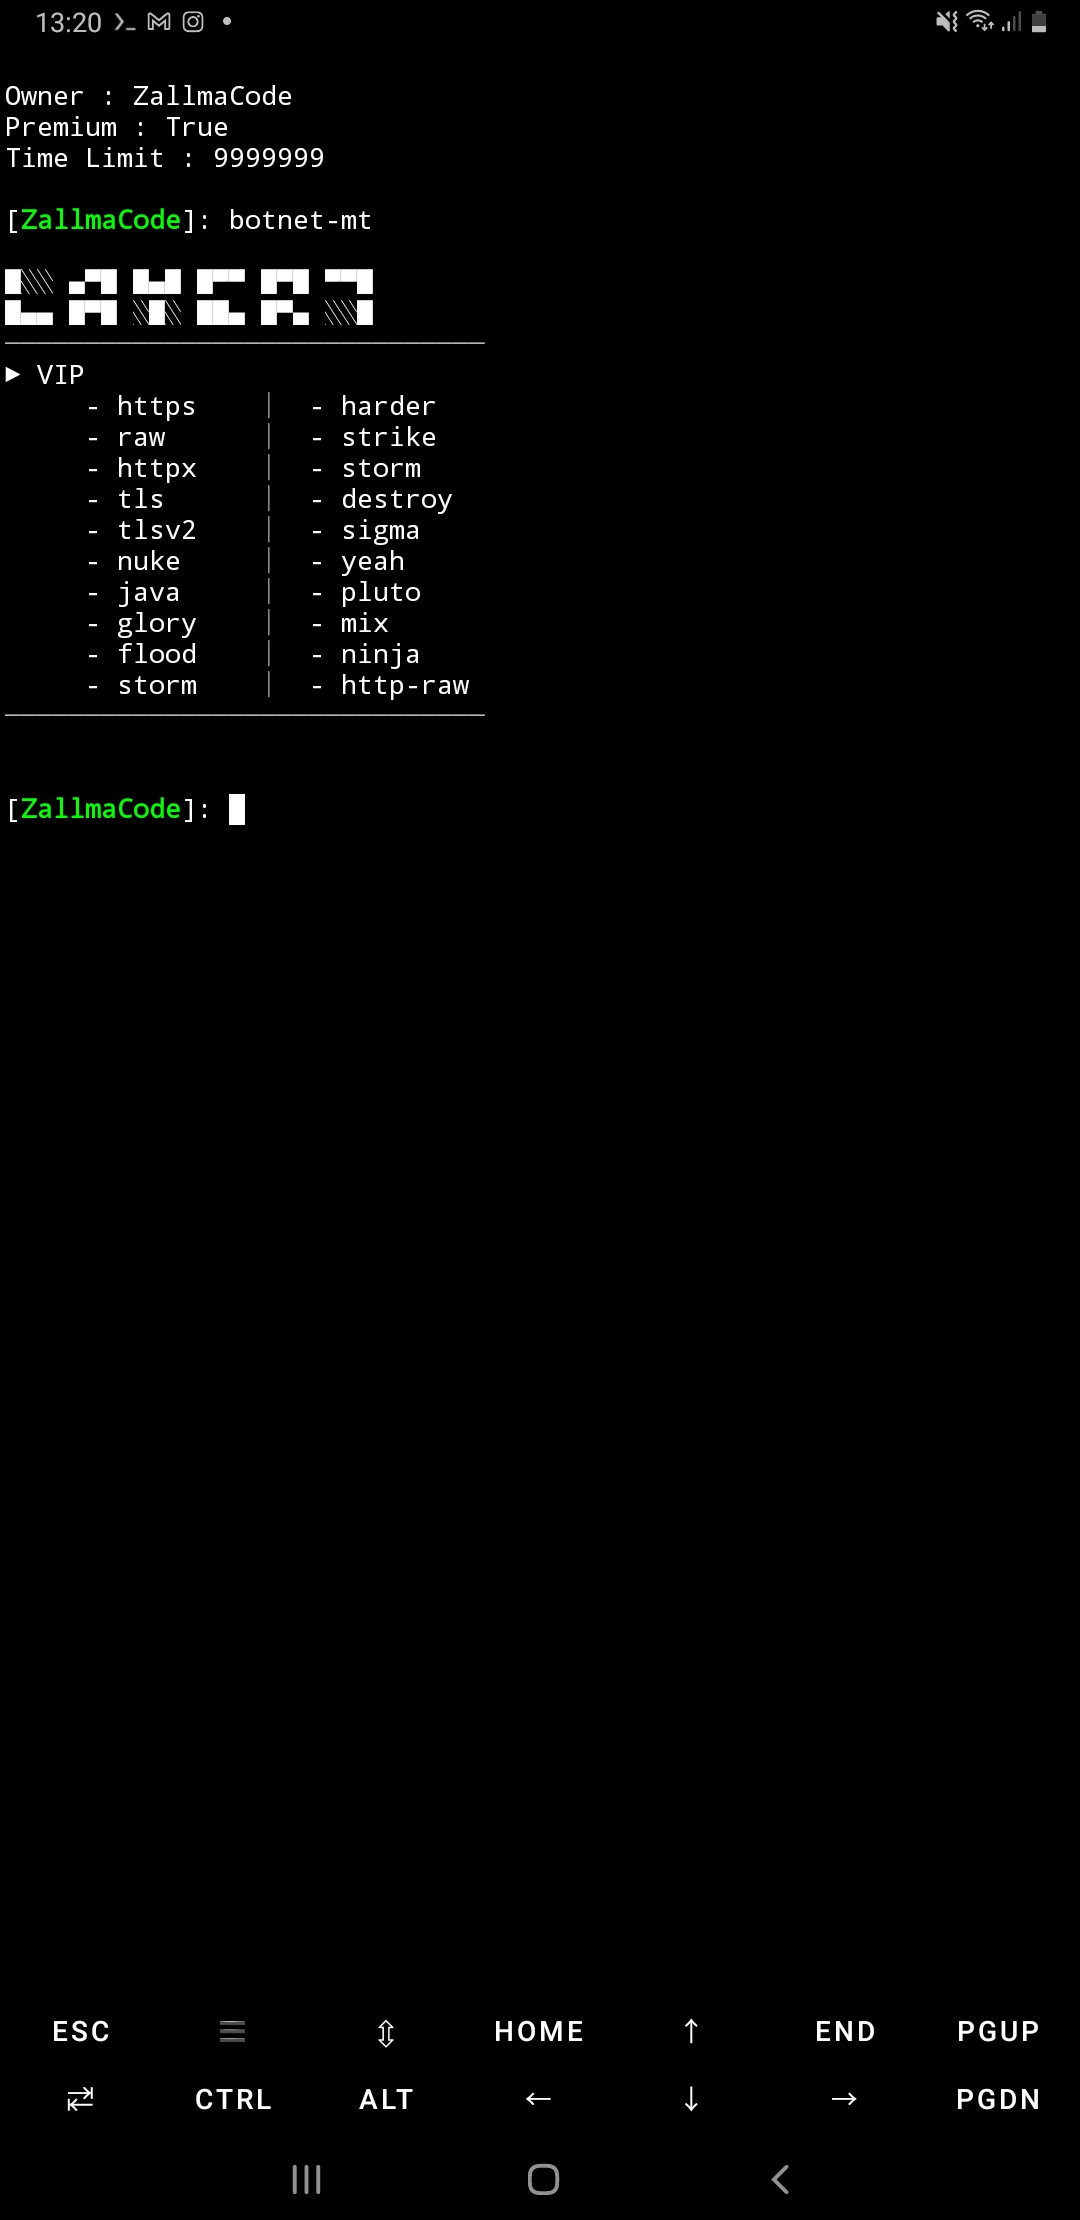 13:20
Owner : ZallmaCode
Premium : True
Time Limit : 9999999
[ZallmaCode]: botnet-mt
LAYER 7
► VIP
- https │ - harder
- raw │ - strike
- httpx │ - storm
- tls │ - destroy
- tlsv2 │ - sigma
- nuke │ - yeah
- java │ - pluto
- glory │ - mix
- flood │ - ninja
- storm │ - http-raw
[ZallmaCode]:
ESC HOME ↑ END PGUP
CTRL ALT ← ↓ → PGDN